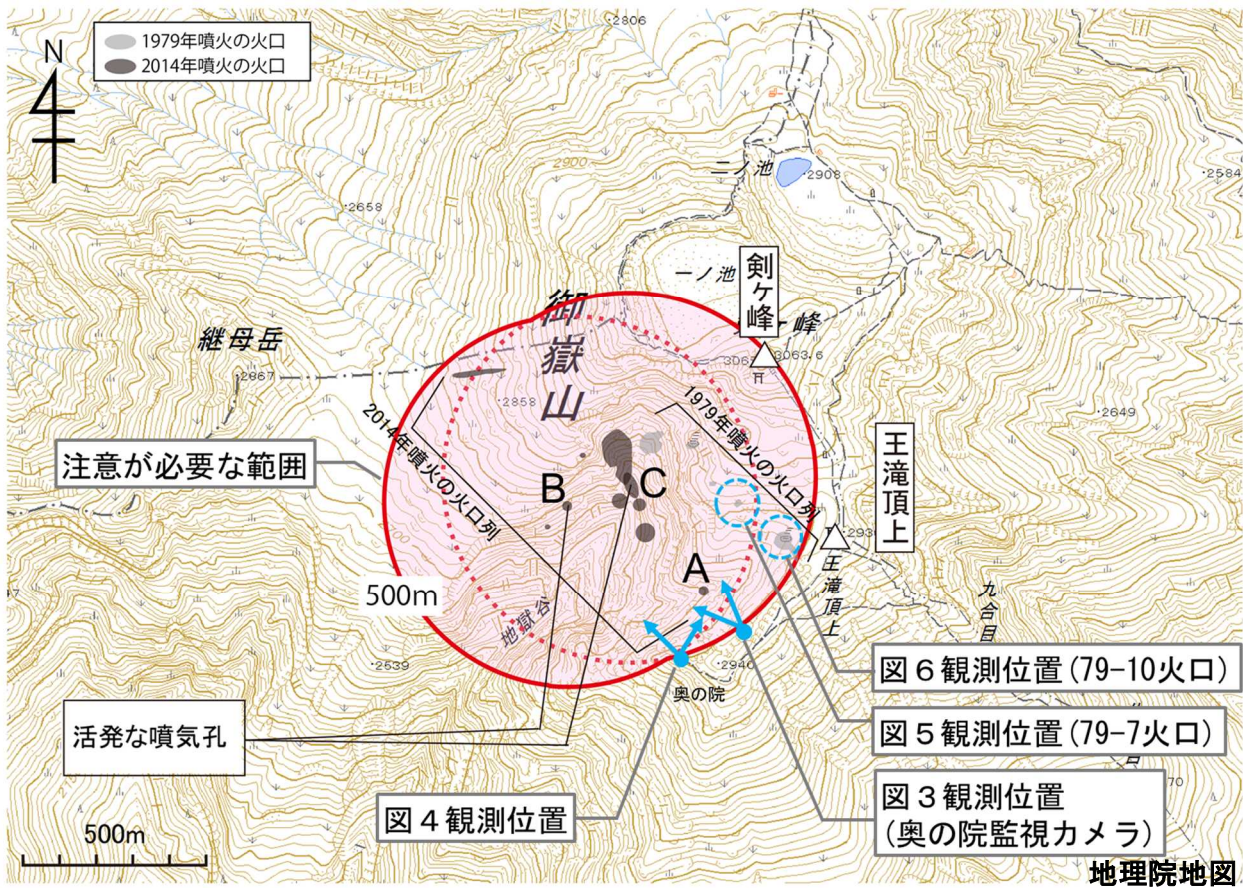 N
1979年噴火の火口
2014年噴火の火口
2806
2900
二ノ池
2908
2584
2658
一ノ池
剣ヶ峰
ヶ峰
3063.6
御嶽山
継母岳
2867
2858
2649
1979年噴火の火口列
2014年噴火の火口列
注意が必要な範囲
B
C
A
王滝頂上
王滝頂上
500m
地獄谷
九合目
2539
2940
奥の院
図6観測位置(79-10火口)
図5観測位置(79-7火口)
図3観測位置
(奥の院監視カメラ)
図4観測位置
活発な噴気孔
500m
地理院地図